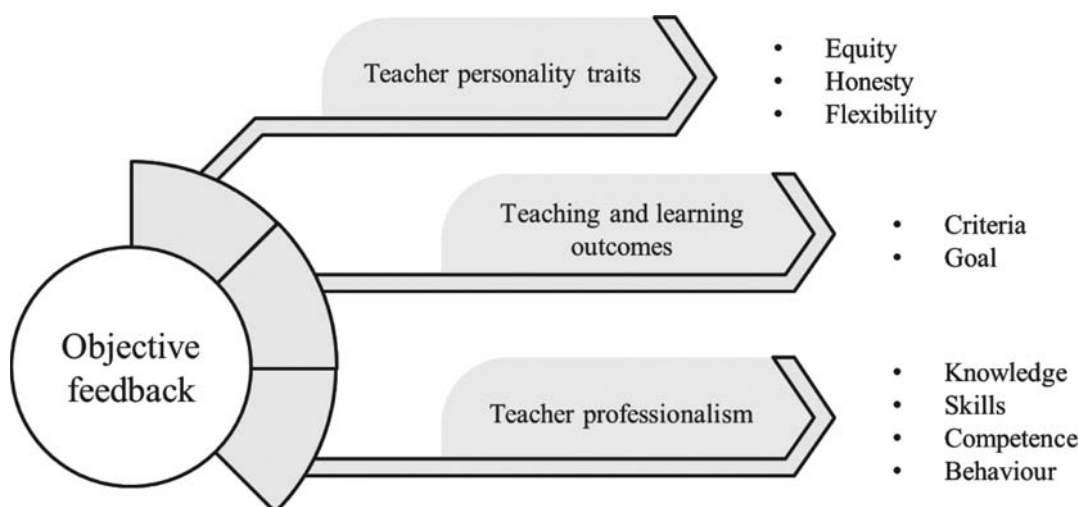 Teacher personality traits
• Equity
• Honesty
• Flexibility
Teaching and learning
outcomes
• Criteria
• Goal
Objective
feedback
Teacher professionalism
• Knowledge
• Skills
• Competence
• Behaviour